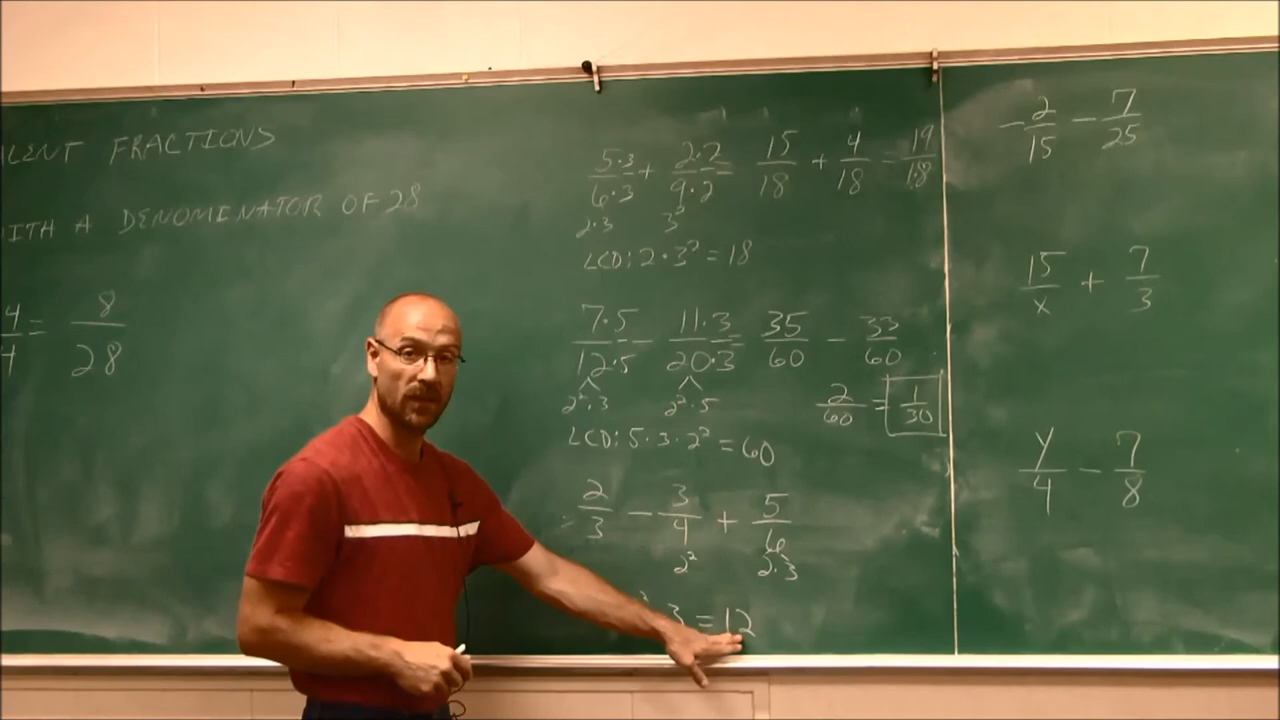 FRACTIONS
A DENOMINATOR OF 28
4/4 = 8/28
5·3/6·3 + 2·2/9·2 = 15/18 + 4/18 = 19/18
2·3 3²
LCD: 2·3² = 18
7·5/12·5 - 11·3/20·3 = 35/60 - 33/60
2²·3 2²·5
2/60 = 1/30
LCD: 5·3·2² = 60
2/3 - 3/4 + 5/6
2² 2·3
² 3 = 12
-2/15 - 7/25
15/x + 7/3
y/4 - 7/8